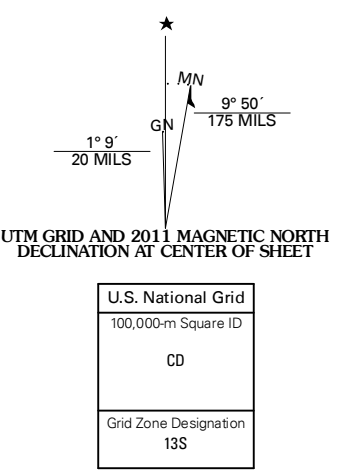 ★
MN
GN
9° 50´
175 MILS
1° 9´
20 MILS
UTM GRID AND 2011 MAGNETIC NORTH
DECLINATION AT CENTER OF SHEET
U.S. National Grid
100,000-m Square ID
CD
Grid Zone Designation
13S